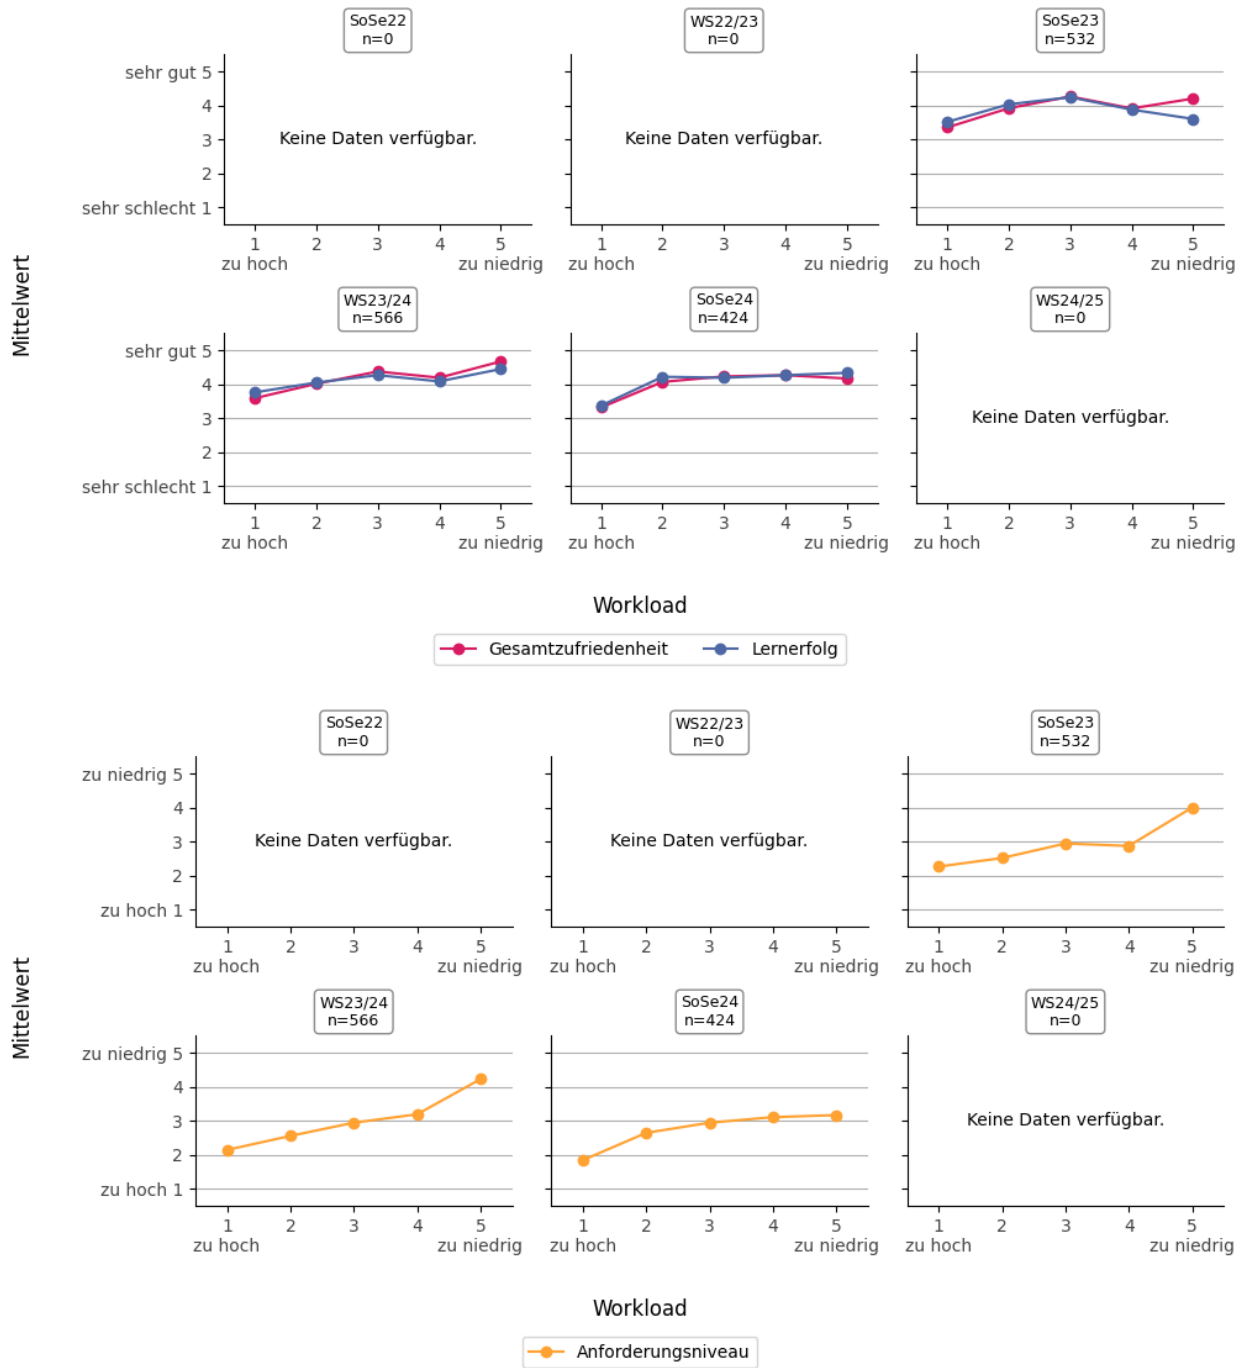 SoSe22
n=0
WS22/23
n=0
SoSe23
n=532
sehr gut 5
4
3
2
sehr schlecht 1
Keine Daten verfügbar.
Keine Daten verfügbar.
1 2 3 4 5
zu hoch zu niedrig
1 2 3 4 5
zu hoch zu niedrig
1 2 3 4 5
zu hoch zu niedrig
Mittelwert
WS23/24
n=566
SoSe24
n=424
WS24/25
n=0
sehr gut 5
4
3
2
sehr schlecht 1
Keine Daten verfügbar.
1 2 3 4 5
zu hoch zu niedrig
1 2 3 4 5
zu hoch zu niedrig
1 2 3 4 5
zu hoch zu niedrig
Workload
Gesamtzufriedenheit Lernerfolg
SoSe22
n=0
WS22/23
n=0
SoSe23
n=532
zu niedrig 5
4
3
2
zu hoch 1
Keine Daten verfügbar.
Keine Daten verfügbar.
1 2 3 4 5
zu hoch zu niedrig
1 2 3 4 5
zu hoch zu niedrig
1 2 3 4 5
zu hoch zu niedrig
Mittelwert
WS23/24
n=566
SoSe24
n=424
WS24/25
n=0
zu niedrig 5
4
3
2
zu hoch 1
Keine Daten verfügbar.
1 2 3 4 5
zu hoch zu niedrig
1 2 3 4 5
zu hoch zu niedrig
1 2 3 4 5
zu hoch zu niedrig
Workload
Anforderungsniveau